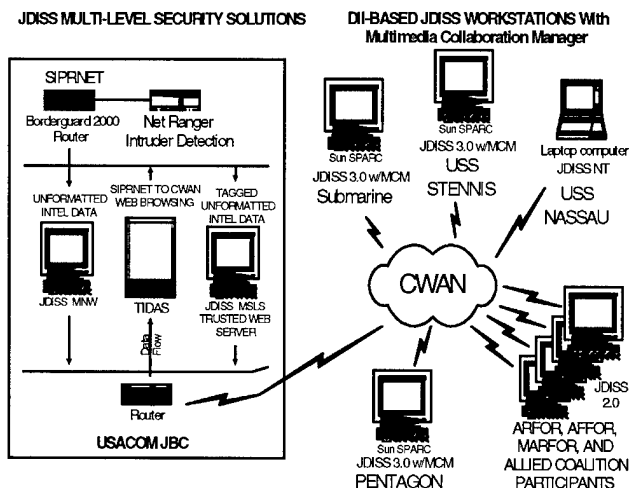 JDISS MULTI-LEVEL SECURITY SOLUTIONS
SIPRNET
Borderguard 2000
Router
Net Ranger
Intruder Detection
UNFORMATTED
INTEL DATA
SIPRNET TO CWAN
WEB BROWSING
TAGGED
UNFORMATTED
INTEL DATA
JDISS MNW
TIDAS
JDISS MSLS
TRUSTED WEB
SERVER
Data
Flow
Router
USACOM JBC
DII-BASED JDISS WORKSTATIONS With
Multimedia Collaboration Manager
Sun SPARC
JDISS 3.0 w/MCM
Submarine
Sun SPARC
JDISS 3.0 w/MCM
USS
STENNIS
Laptop computer
JDISS NT
USS
NASSAU
CWAN
Sun SPARC
JDISS 3.0 w/MCM
PENTAGON
JDISS
2.0
ARFOR, AFFOR,
MARFOR, AND
ALLIED COALITION
PARTICIPANTS